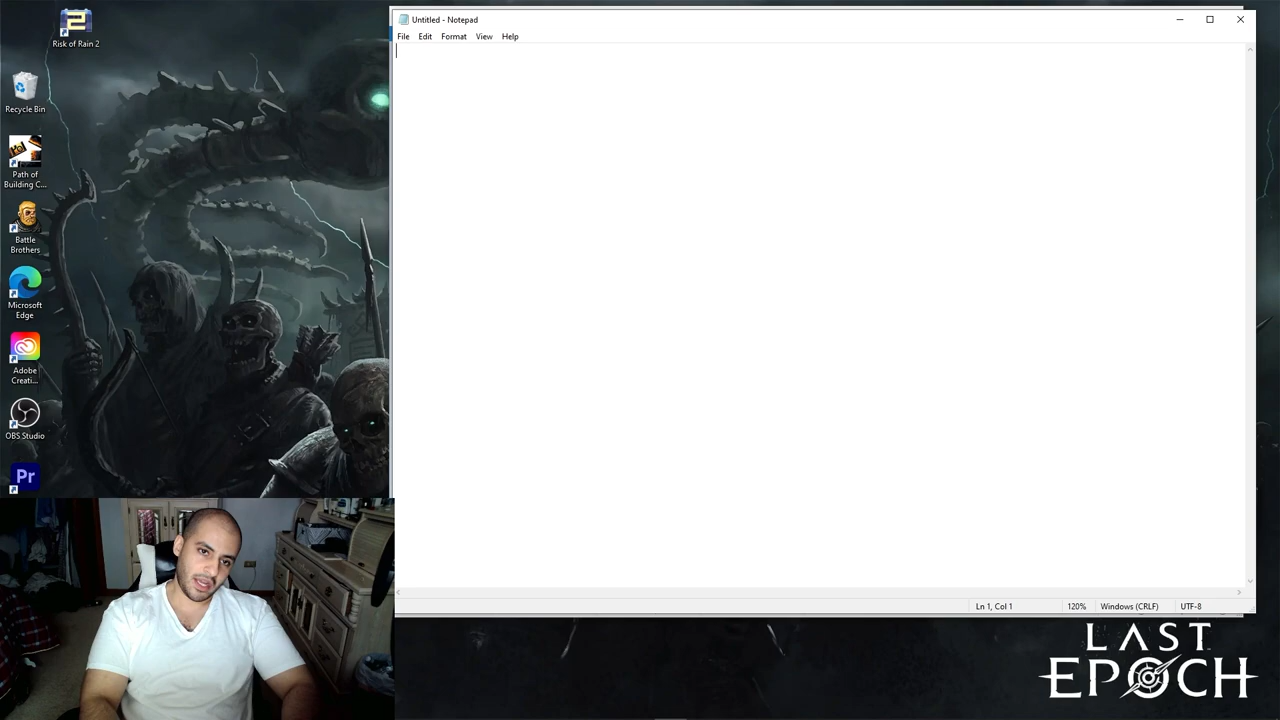 Risk of Rain 2
Recycle Bin
Path of
Building C...
Battle
Brothers
Microsoft
Edge
Adobe
Creati...
OBS Studio
Pr
Untitled - Notepad
File Edit Format View Help
Ln 1, Col 1 120% Windows (CRLF) UTF-8
LAST
EPOCH